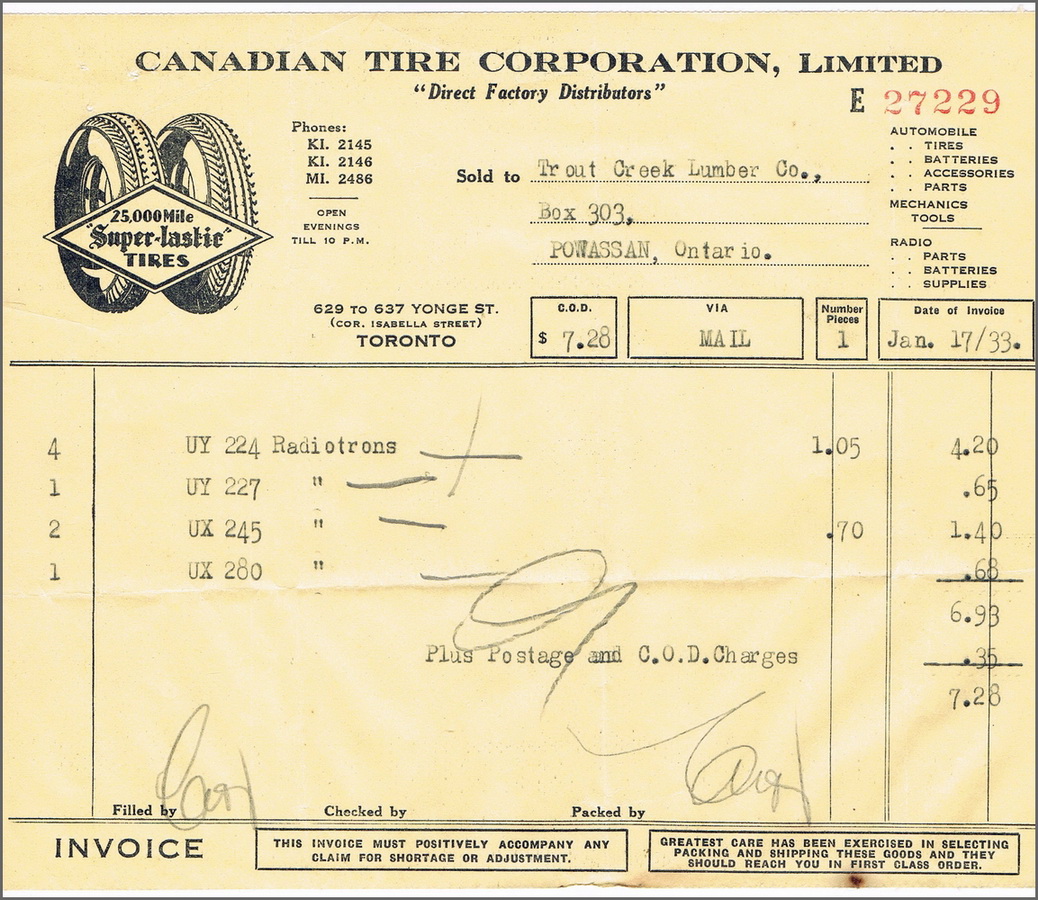 CANADIAN TIRE CORPORATION, LIMITED
"Direct Factory Distributors"
E 27229
Phones:
KI. 2145
KI. 2146
MI. 2486
OPEN
EVENINGS
TILL 10 P.M.
25,000 Mile
"Super-lastic"
TIRES
629 TO 637 YONGE ST.
(COR. ISABELLA STREET)
TORONTO
Sold to Trout Creek Lumber Co.,
Box 303,
POWASSAN, Ontario.
AUTOMOBILE
. . TIRES
. . BATTERIES
. . ACCESSORIES
. . PARTS
MECHANICS
TOOLS
RADIO
. . PARTS
. . BATTERIES
. . SUPPLIES
C.O.D.
$ 7.28
VIA
MAIL
Number
Pieces
1
Date of Invoice
Jan. 17/33.
4 UY 224 Radiotrons 1.05 4.20
1 UY 227 " .65
2 UX 245 " .70 1.40
1 UX 280 " .68
6.93
Plus Postage and C.O.D.Charges .35
7.28
Filled by Checked by Packed by
INVOICE
THIS INVOICE MUST POSITIVELY ACCOMPANY ANY
CLAIM FOR SHORTAGE OR ADJUSTMENT.
GREATEST CARE HAS BEEN EXERCISED IN SELECTING
PACKING AND SHIPPING THESE GOODS AND THEY
SHOULD REACH YOU IN FIRST CLASS ORDER.